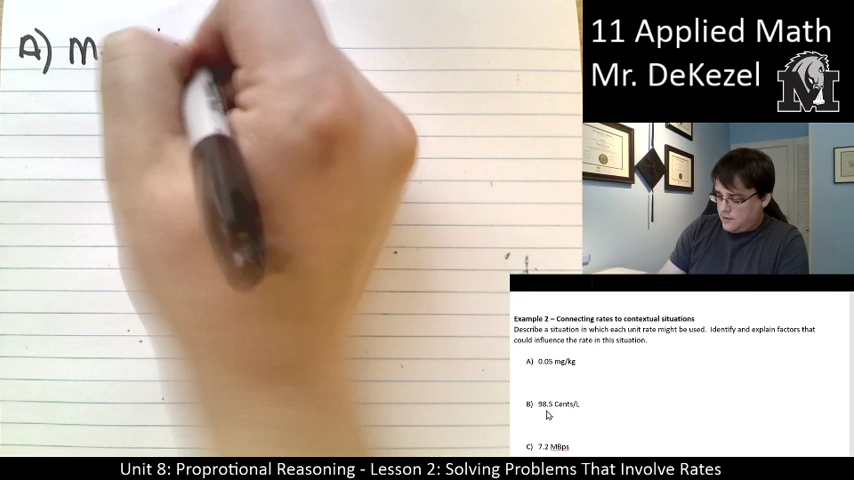 A) M
11 Applied Math
Mr. DeKezel
M
Example 2 – Connecting rates to contextual situations
Describe a situation in which each unit rate might be used. Identify and explain factors that
could influence the rate in this situation.
A) 0.05 mg/kg
B) 98.5 Cents/L
C) 7.2 MBps
Unit 8: Proprotional Reasoning - Lesson 2: Solving Problems That Involve Rates